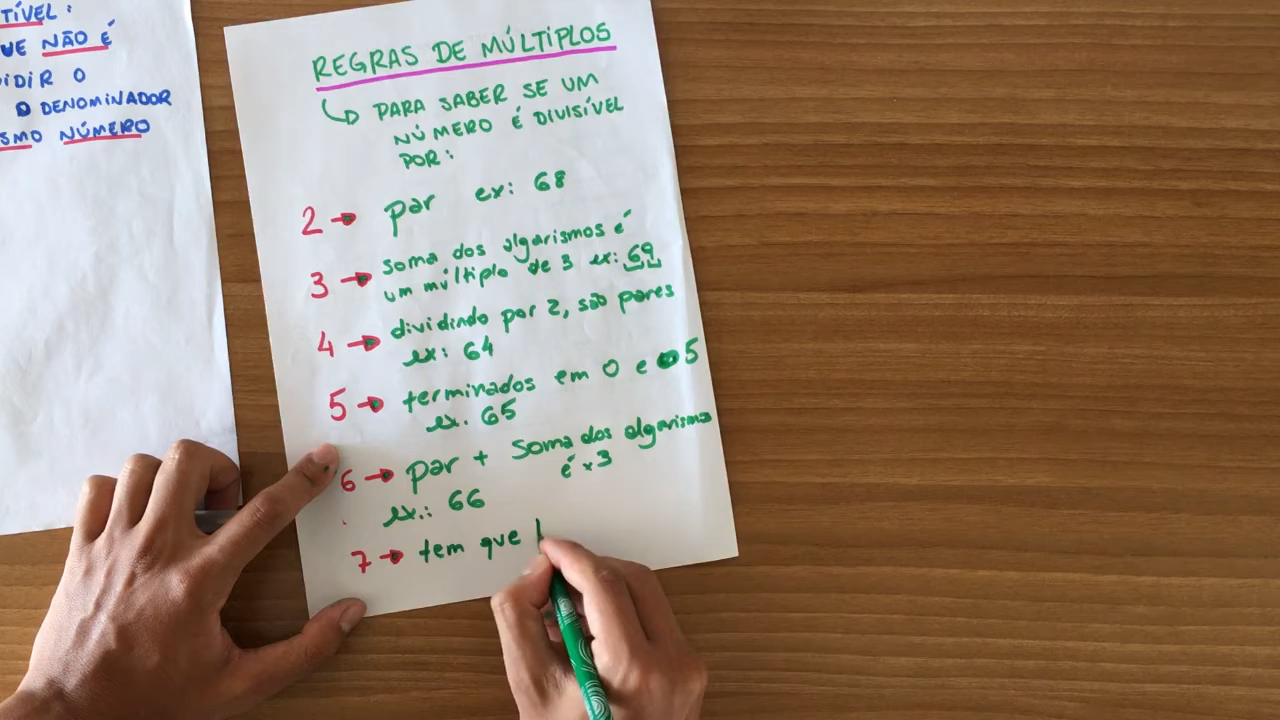 TÍVEL:
UE NÃO É
IDIR O
O DENOMINADOR
SMO NÚMERO
REGRAS DE MÚLTIPLOS
PARA SABER SE UM
NÚMERO É DIVISÍVEL
POR:
2 → par ex: 68
3 → soma dos algarismos é
um múltiplo de 3 ex: 69
4 → dividindo por 2, são pares
ex: 64
5 → terminados em 0 e 5
ex. 65
6 → par + Soma dos algarismos
é x3
ex.: 66
7 → tem que